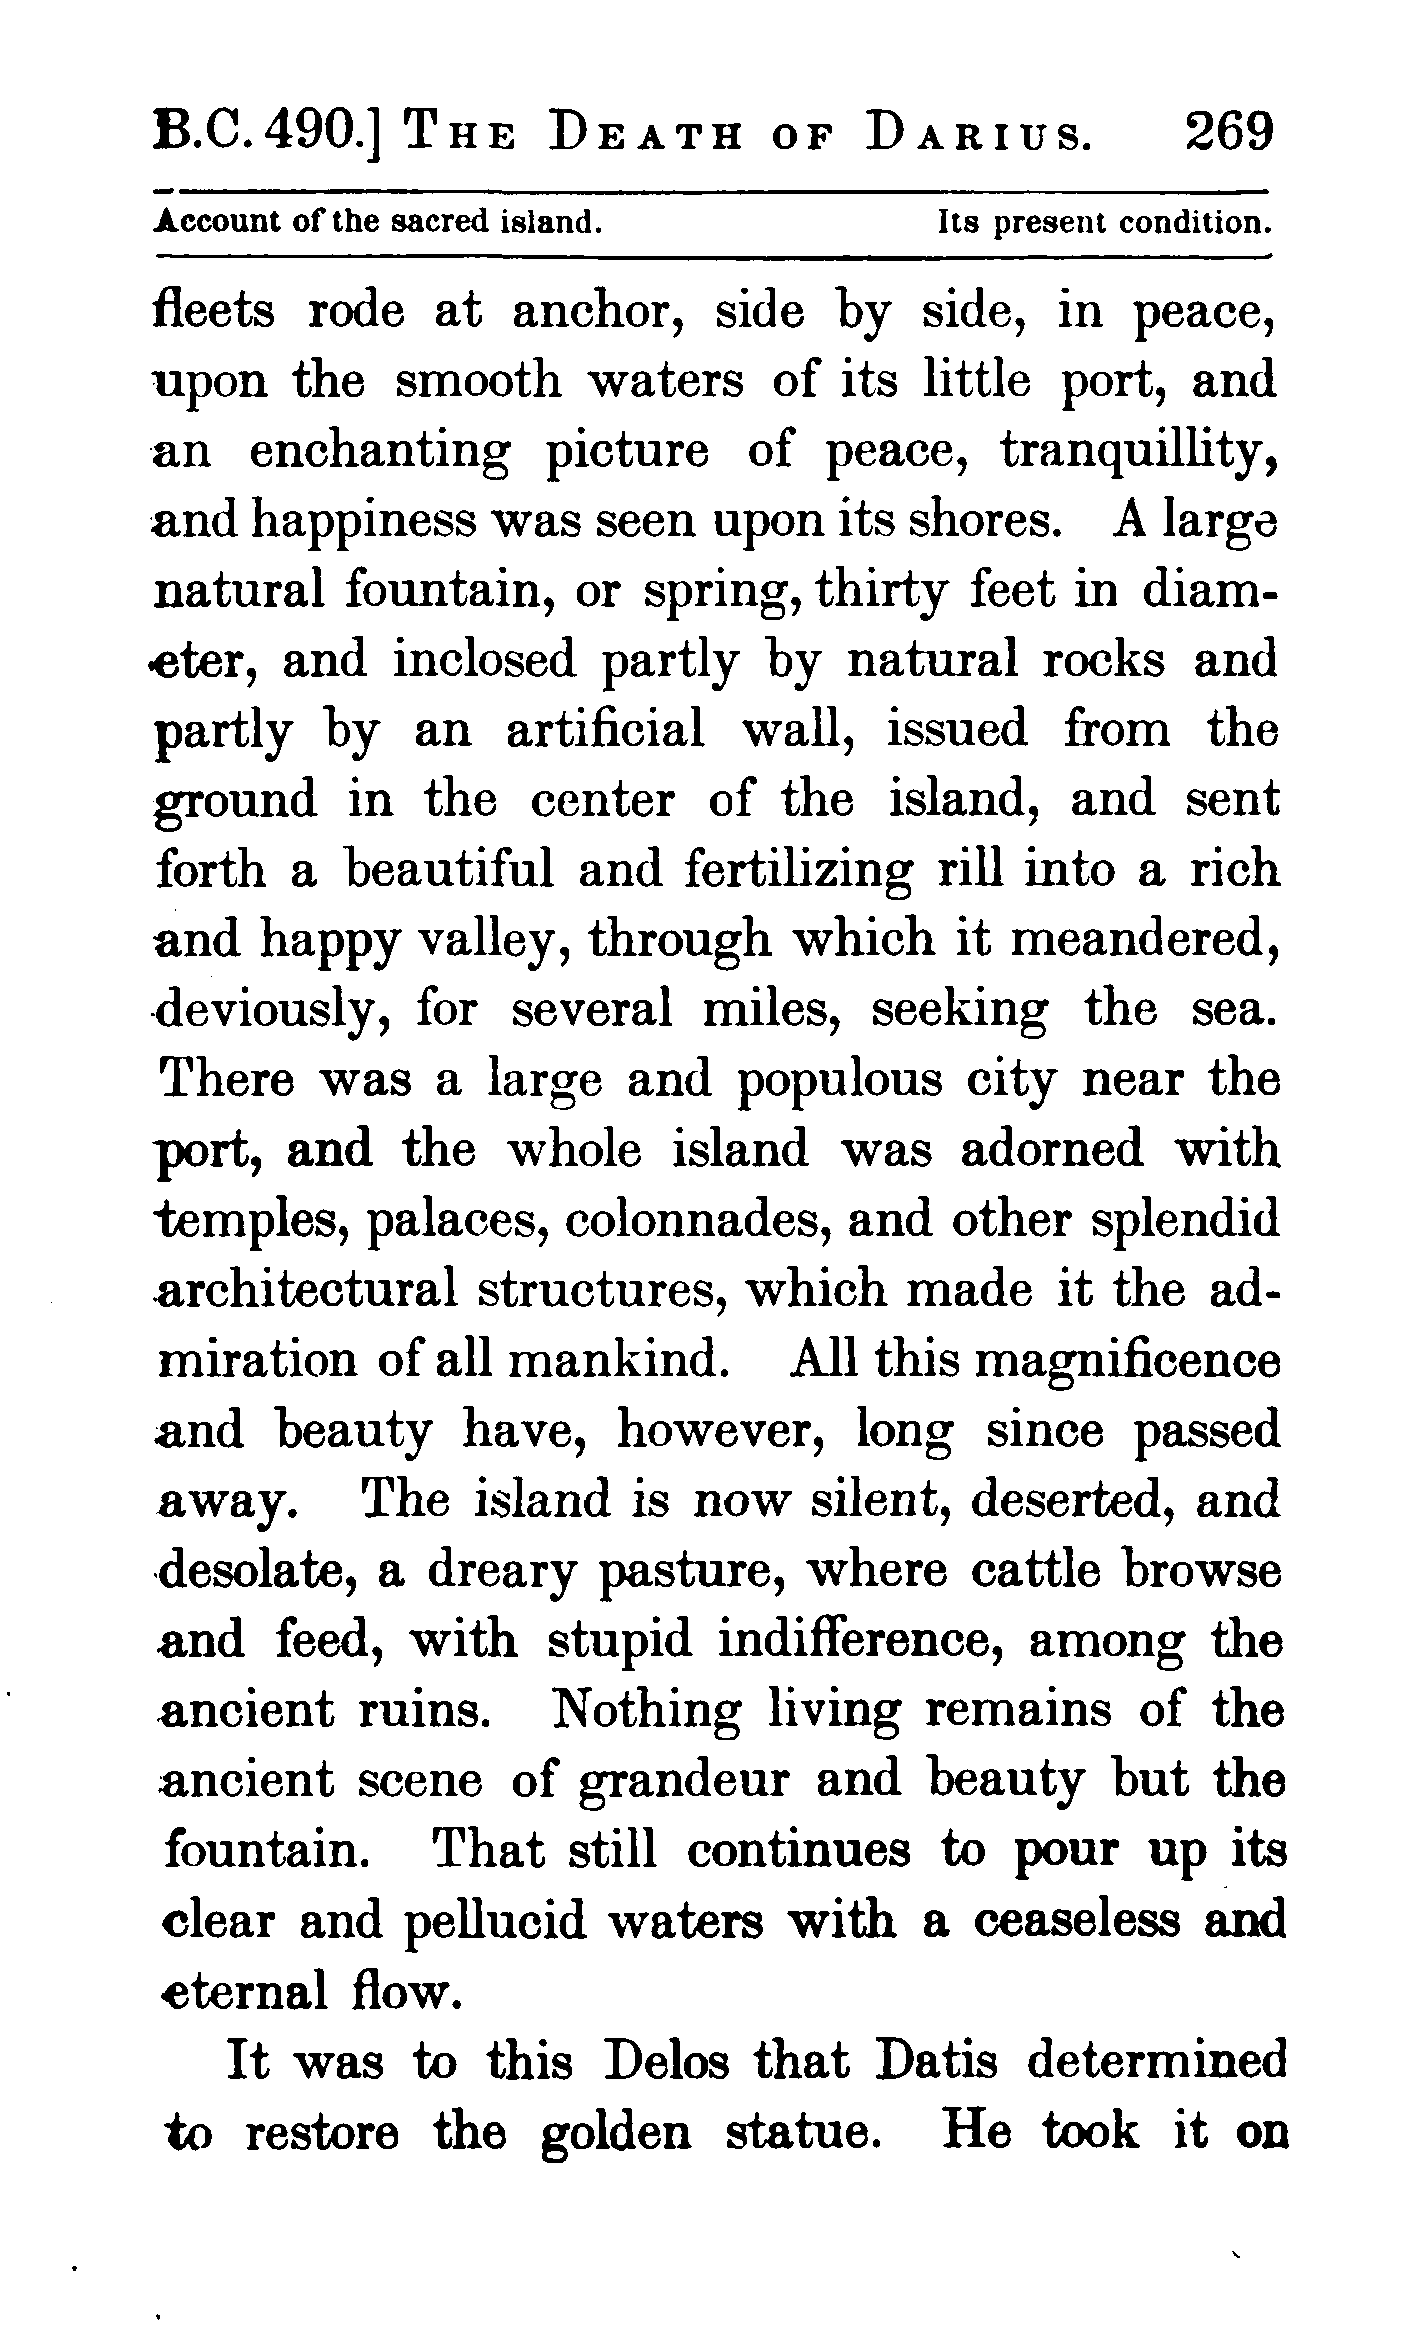 B.C. 490.] THE DEATH OF DARIUS. 269
Account of the sacred island. Its present condition.
fleets rode at anchor, side by side, in peace,
upon the smooth waters of its little port, and
an enchanting picture of peace, tranquillity,
and happiness was seen upon its shores. A large
natural fountain, or spring, thirty feet in diam-
eter, and inclosed partly by natural rocks and
partly by an artificial wall, issued from the
ground in the center of the island, and sent
forth a beautiful and fertilizing rill into a rich
and happy valley, through which it meandered,
deviously, for several miles, seeking the sea.
There was a large and populous city near the
port, and the whole island was adorned with
temples, palaces, colonnades, and other splendid
architectural structures, which made it the ad-
miration of all mankind. All this magnificence
and beauty have, however, long since passed
away. The island is now silent, deserted, and
desolate, a dreary pasture, where cattle browse
and feed, with stupid indifference, among the
ancient ruins. Nothing living remains of the
ancient scene of grandeur and beauty but the
fountain. That still continues to pour up its
clear and pellucid waters with a ceaseless and
eternal flow.
It was to this Delos that Datis determined
to restore the golden statue. He took it on